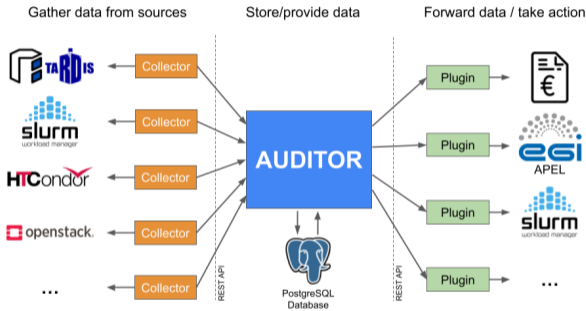 Gather data from sources
Store/provide data
Forward data / take action
TARDIS
Collector
slurm
workload manager
Collector
HTCondor
Collector
openstack.
Collector
...
Collector
REST API
AUDITOR
PostgreSQL
Database
REST API
Plugin
€
Plugin
egi
APEL
Plugin
slurm
workload manager
Plugin
...